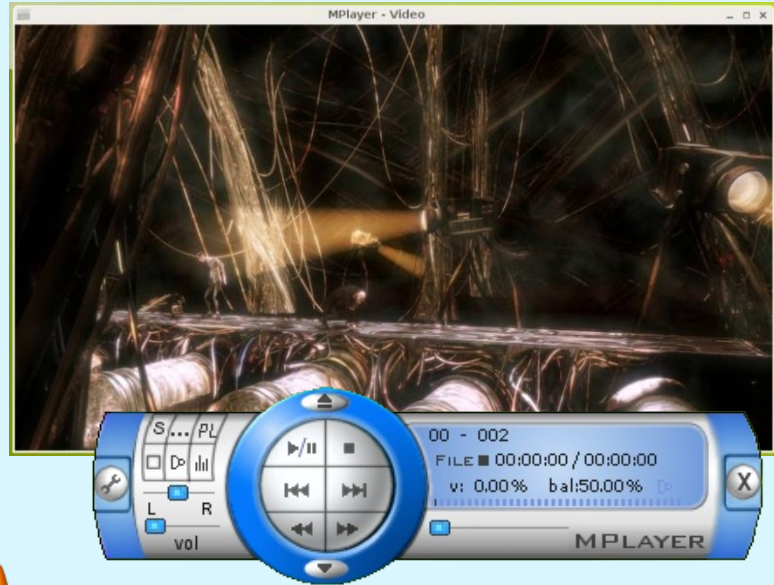 MPlayer - Video
S ... PL
00 - 002
FILE 00:00:00 / 00:00:00
v: 0.00% bal:50.00%
L R
vol
X
MPLAYER